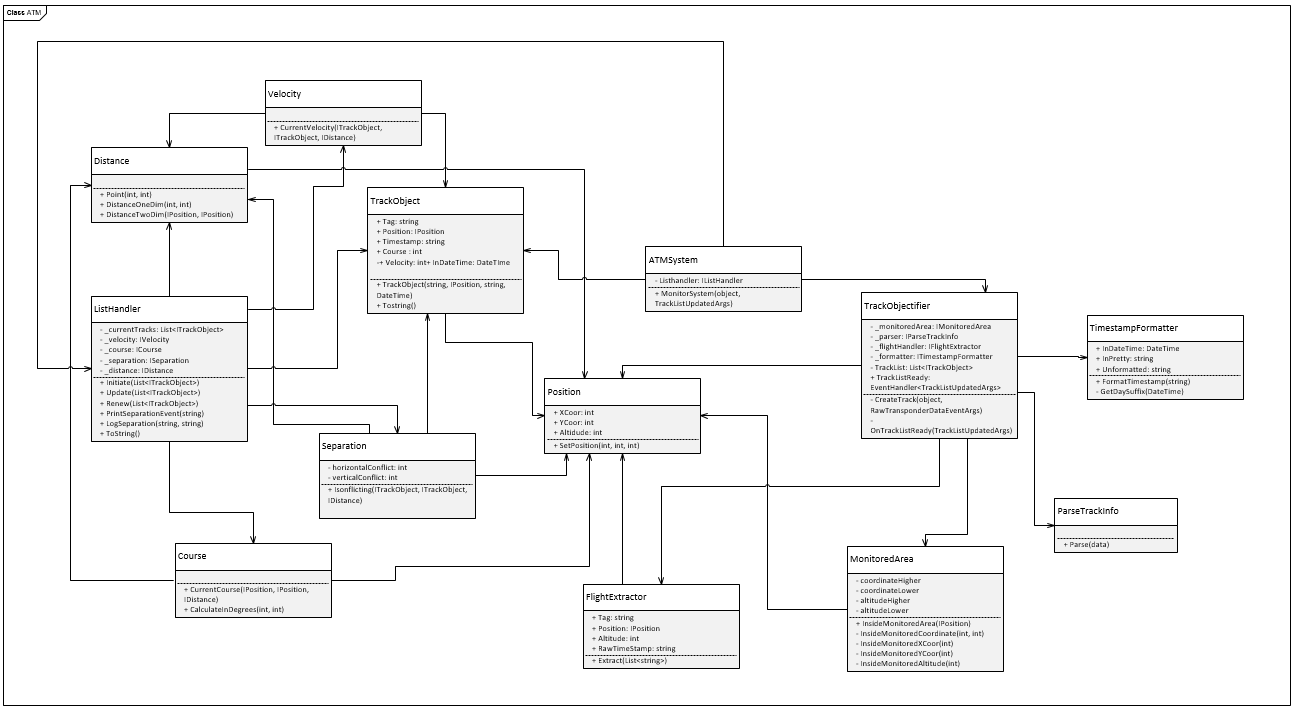 Class ATM
Velocity
+ CurrentVelocity(ITrackObject,
ITrackObject, IDistance)
Distance
+ Point(int, int)
+ DistanceOneDim(int, int)
+ DistanceTwoDim(IPosition, IPosition)
TrackObject
+ Tag: string
+ Position: IPosition
+ Timestamp: string
+ Course : int
-+ Velocity: int+ InDateTime: DateTime
+ TrackObject(string, IPosition, string,
DateTime)
+ Tostring()
ATMSystem
- Listhandler: IListHandler
+ MonitorSystem(object,
TrackListUpdatedArgs)
ListHandler
- _currentTracks: List<ITrackObject>
- _velocity: IVelocity
- _course: ICourse
- _separation: ISeparation
- _distance: IDistance
+ Initiate(List<ITrackObject>)
+ Update(List<ITrackObject>)
+ Renew(List<ITrackObject>)
+ PrintSeparationEvent(string)
+ LogSeparation(string, string)
+ ToString()
TrackObjectifier
- _monitoredArea: IMonitoredArea
- _parser: IParseTrackInfo
- _flightHandler: IFlightExtractor
- _formatter: ITimestampFormatter
- TrackList: List<ITrackObject>
+ TrackListReady:
EventHandler<TrackListUpdatedArgs>
- CreateTrack(object,
RawTransponderDataEventArgs)
-
OnTrackListReady(TrackListUpdatedArgs)
TimestampFormatter
+ InDateTime: DateTime
+ InPretty: string
+ Unformatted: string
+ FormatTimestamp(string)
- GetDaySuffix(DateTime)
Position
+ XCoor: int
+ YCoor: int
+ Altidude: int
+ SetPosition(int, int, int)
Separation
- horizontalConflict: int
- verticalConflict: int
+ Isonflicting(ITrackObject, ITrackObject,
IDistance)
ParseTrackInfo
+ Parse(data)
Course
+ CurrentCourse(IPosition, IPosition,
IDistance)
+ CalculateInDegrees(int, int)
MonitoredArea
- coordinateHigher
- coordinateLower
- altitudeHigher
- altitudeLower
+ InsideMonitoredArea(IPosition)
- InsideMonitoredCoordinate(int, int)
- InsideMonitoredXCoor(int)
- InsideMonitoredYCoor(int)
- InsideMonitoredAltitude(int)
FlightExtractor
+ Tag: string
+ Position: IPosition
+ Altitude: int
+ RawTimeStamp: string
+ Extract(List<string>)